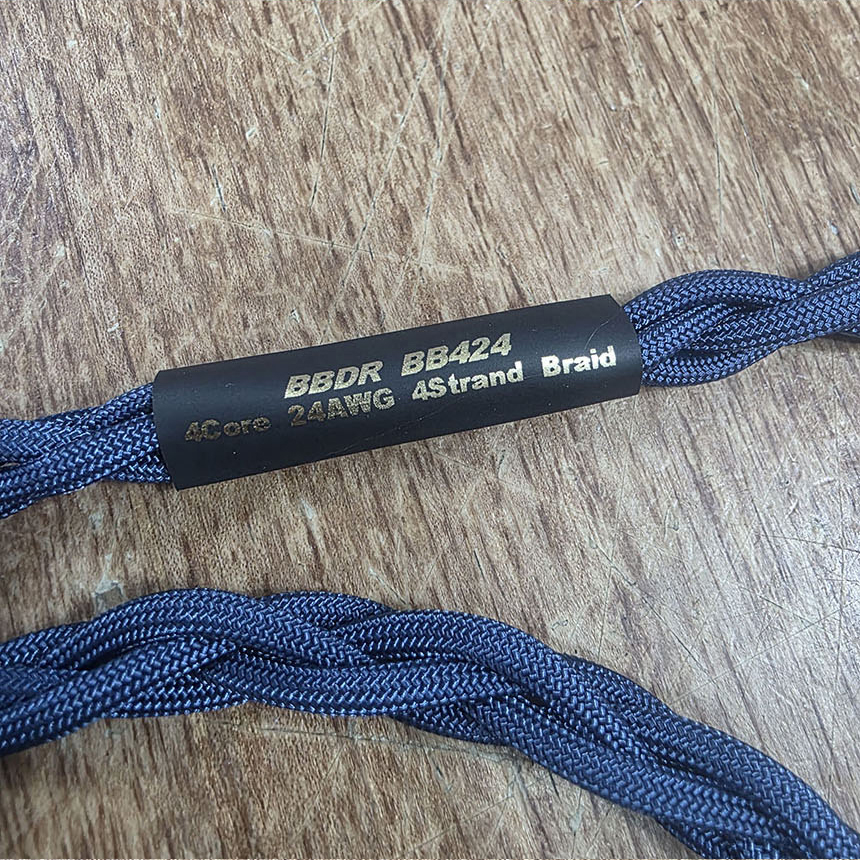 BBDR BB424
4Core 24AWG 4Strand Braid